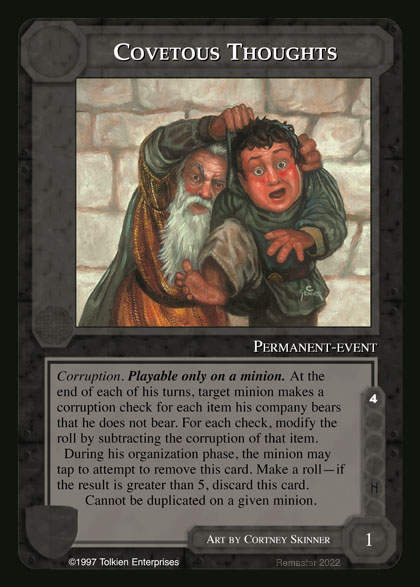 Covetous Thoughts
C
Skinner
Permanent-event
Corruption. Playable only on a minion. At the
end of each of his turns, target minion makes a
corruption check for each item his company bears
that he does not bear. For each check, modify the
roll by subtracting the corruption of that item.
During his organization phase, the minion may
tap to attempt to remove this card. Make a roll—if
the result is greater than 5, discard this card.
Cannot be duplicated on a given minion.
4
H
Art by Cortney Skinner
1
©1997 Tolkien Enterprises
Remaster 2022